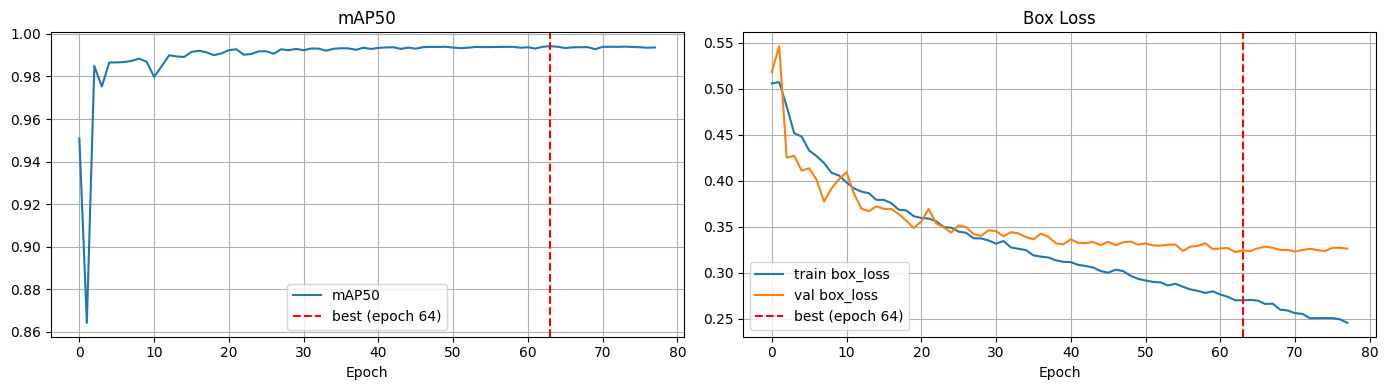 mAP50
1.00
0.98
0.96
0.94
0.92
0.90
0.88
0.86
mAP50
best (epoch 64)
0 10 20 30 40 50 60 70 80
Epoch
Box Loss
0.55
0.50
0.45
0.40
0.35
0.30
0.25
train box_loss
val box_loss
best (epoch 64)
0 10 20 30 40 50 60 70 80
Epoch